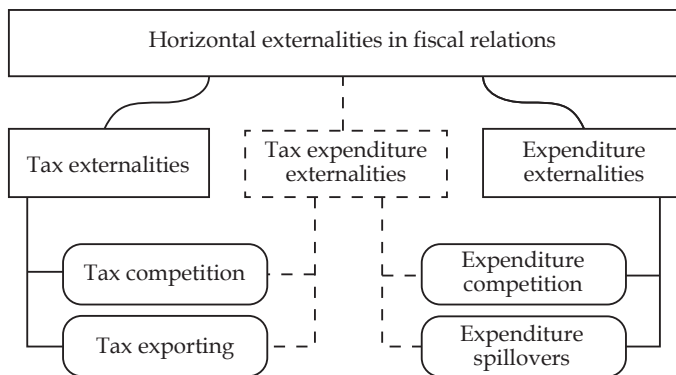 Horizontal externalities in fiscal relations
Tax externalities
Tax expenditure
externalities
Expenditure
externalities
Tax competition
Expenditure
competition
Tax exporting
Expenditure
spillovers